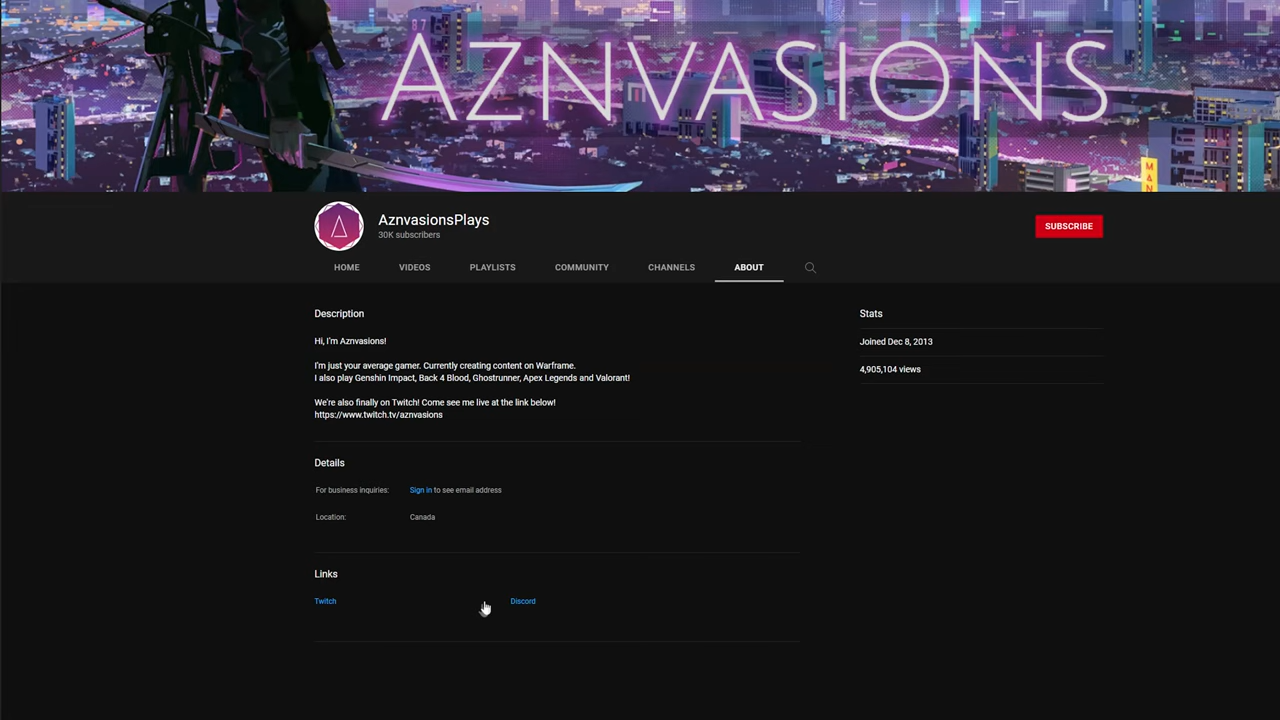 87
AZNVASIONS
MAN
AznvasionsPlays
30K subscribers
SUBSCRIBE
HOME VIDEOS PLAYLISTS COMMUNITY CHANNELS ABOUT
Description
Stats
Hi, I'm Aznvasions!
Joined Dec 8, 2013
I'm just your average gamer. Currently creating content on Warframe.
4,905,104 views
I also play Genshin Impact, Back 4 Blood, Ghostrunner, Apex Legends and Valorant!
We're also finally on Twitch! Come see me live at the link below!
https://www.twitch.tv/aznvasions
Details
For business inquiries: Sign in to see email address
Location: Canada
Links
Twitch Discord